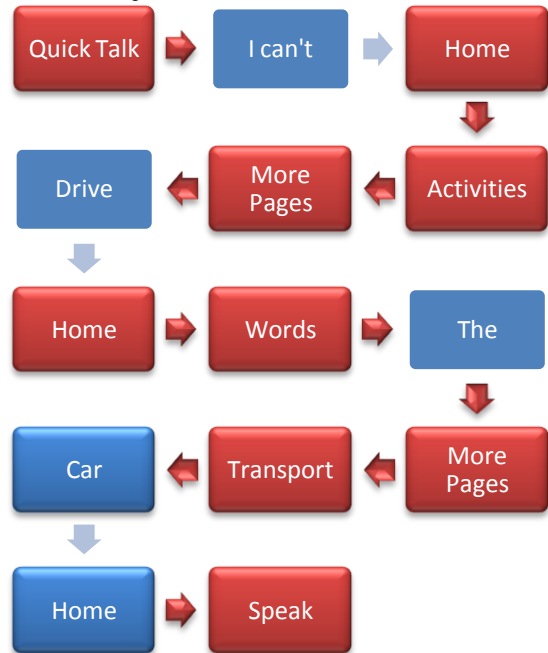 Quick Talk
I can't
Home
Activities
More
Pages
Drive
Home
Words
The
More
Pages
Transport
Car
Home
Speak